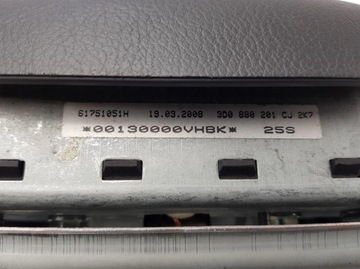 61751051H 19.03.2008 3D0 880 201 CJ 2K7
*00130000VHBK* 25S